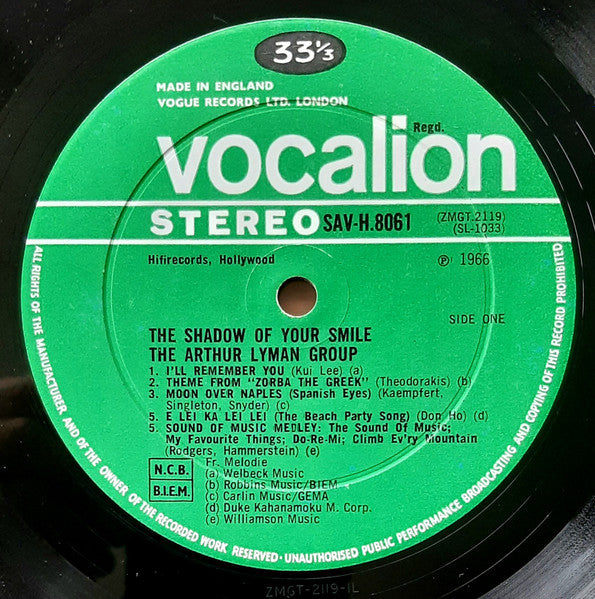 33⅓
MADE IN ENGLAND
VOGUE RECORDS LTD. LONDON
Regd.
vocalion
STEREO SAV-H.8061 (ZMGT.2119)
(SL-1033)
Hifirecords, Hollywood ℗ 1966
SIDE ONE
THE SHADOW OF YOUR SMILE
THE ARTHUR LYMAN GROUP
1. I'LL REMEMBER YOU (Kui Lee) (a)
2. THEME FROM "ZORBA THE GREEK" (Theodorakis) (b)
3. MOON OVER NAPLES (Spanish Eyes) (Kaempfert,
Singleton, Snyder) (c)
5. E LEI KA LEI LEI (The Beach Party Song) (Don Ho) (d)
5. SOUND OF MUSIC MEDLEY: The Sound Of Music;
My Favourite Things; Do-Re-Mi; Climb Ev'ry Mountain
(Rodgers, Hammerstein) (e)
N.C.B.
B.I.E.M.
Fr. Melodie
(a) Welbeck Music
(b) Robbins Music/BIEM
(c) Carlin Music/GEMA
(d) Duke Kahanamoku M. Corp.
(e) Williamson Music
ALL RIGHTS OF THE MANUFACTURER AND OF THE OWNER OF THE RECORDED WORK RESERVED · UNAUTHORISED PUBLIC PERFORMANCE BROADCASTING AND COPYING OF THIS RECORD PROHIBITED
ZMGT-2119-1L